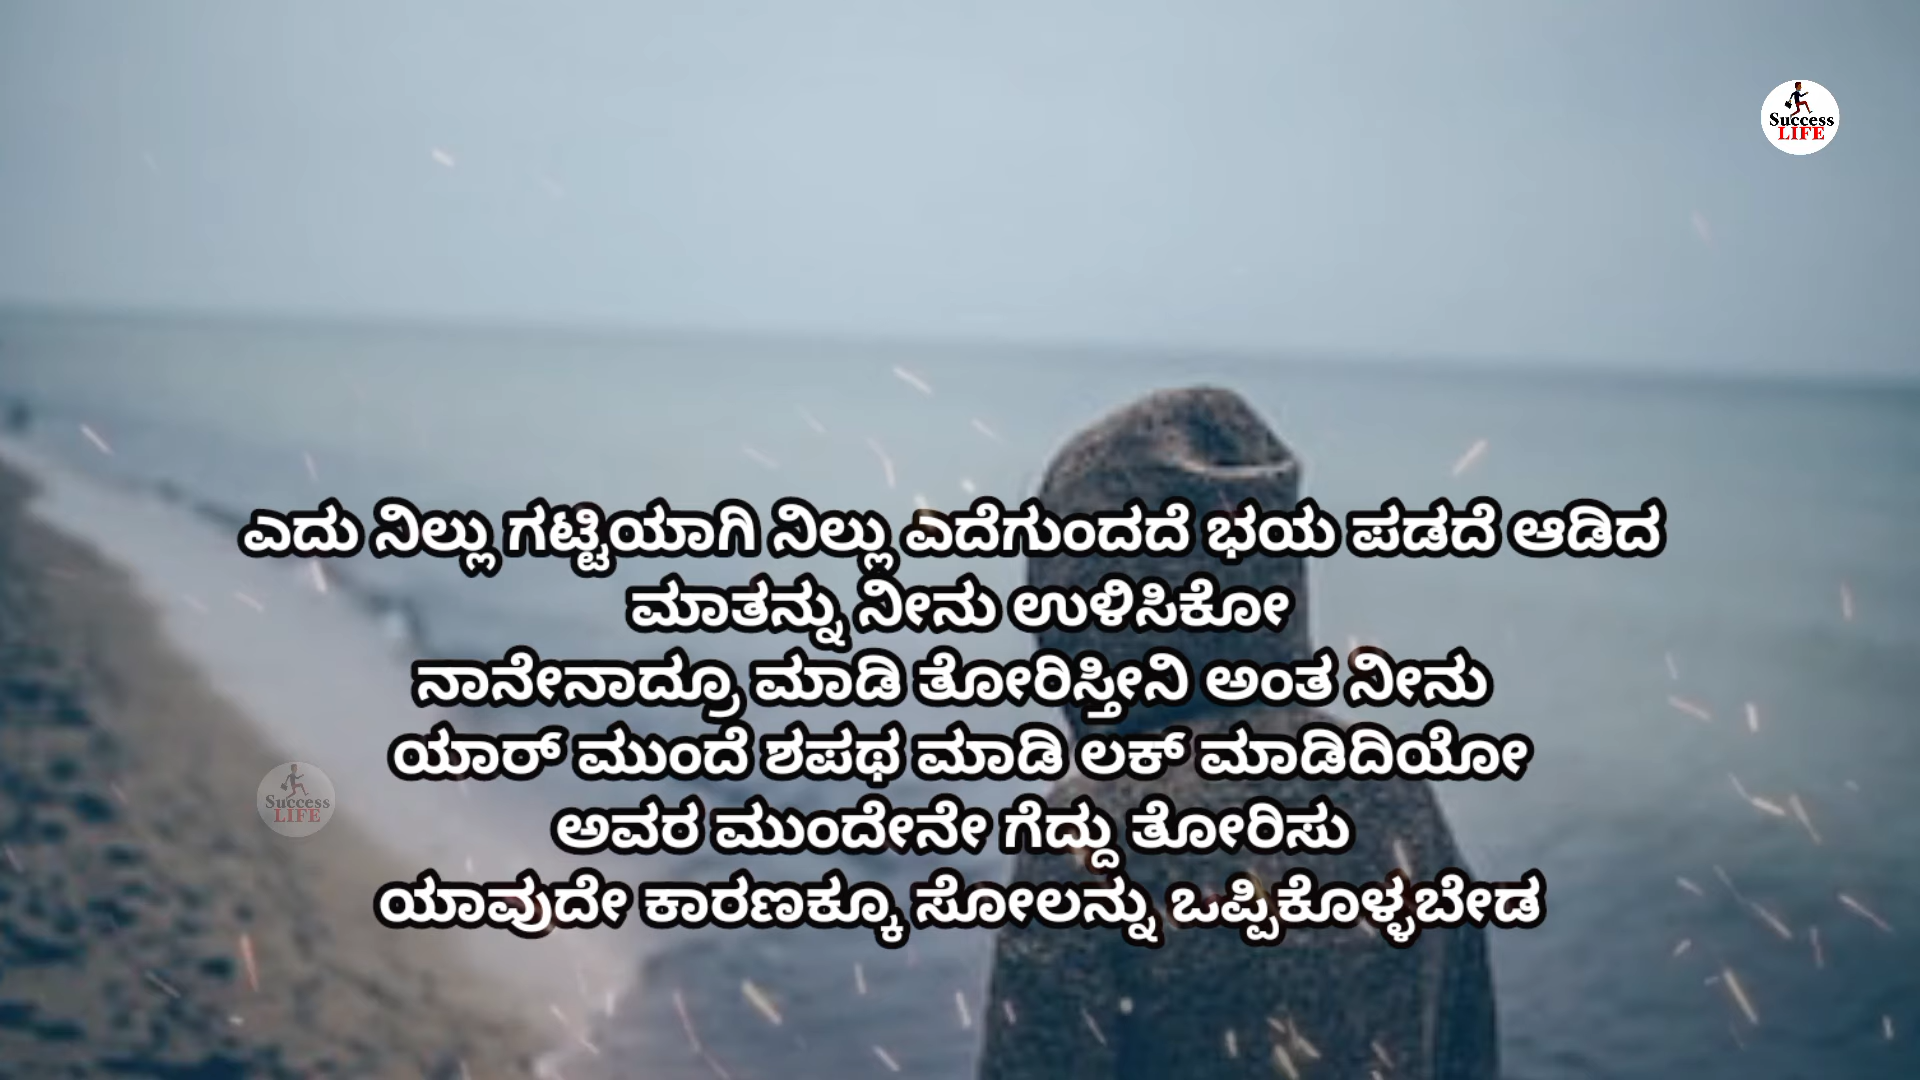 Success
LIFE
ಎದು ನಿಲ್ಲು ಗಟ್ಟಿಯಾಗಿ ನಿಲ್ಲು ಎದೆಗುಂದದೆ ಭಯ ಪಡದೆ ಆಡಿದ
ಮಾತನ್ನು ನೀನು ಉಳಿಸಿಕೋ
ನಾನೇನಾದ್ರೂ ಮಾಡಿ ತೋರಿಸ್ತೀನಿ ಅಂತ ನೀನು
ಯಾರ್ ಮುಂದೆ ಶಪಥ ಮಾಡಿ ಲಕ್ ಮಾಡಿದಿಯೋ
ಅವರ ಮುಂದೇನೇ ಗೆದ್ದು ತೋರಿಸು
ಯಾವುದೇ ಕಾರಣಕ್ಕೂ ಸೋಲನ್ನು ಒಪ್ಪಿಕೊಳ್ಳಬೇಡ
Success
LIFE